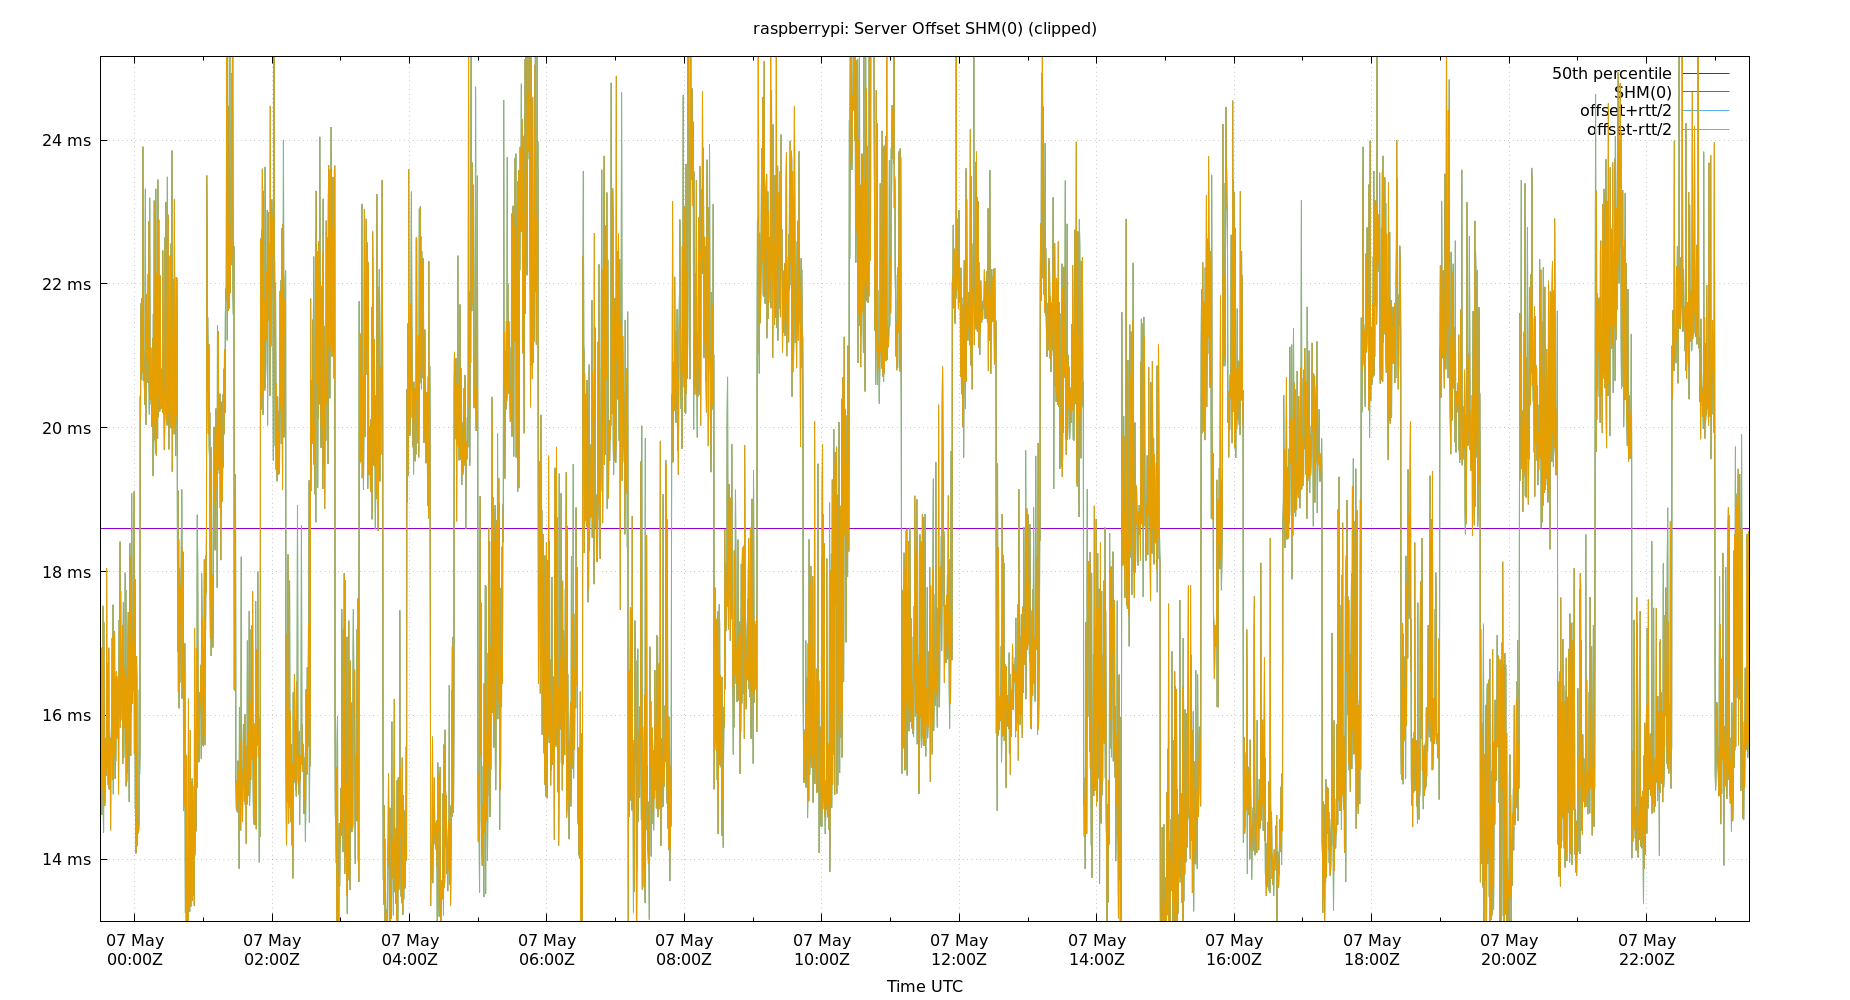 raspberrypi: Server Offset SHM(0) (clipped)
50th percentile
SHM(0)
offset+rtt/2
offset-rtt/2
24 ms
22 ms
20 ms
18 ms
16 ms
14 ms
07 May 07 May 07 May 07 May 07 May 07 May 07 May 07 May 07 May 07 May 07 May 07 May
00:00Z 02:00Z 04:00Z 06:00Z 08:00Z 10:00Z 12:00Z 14:00Z 16:00Z 18:00Z 20:00Z 22:00Z
Time UTC